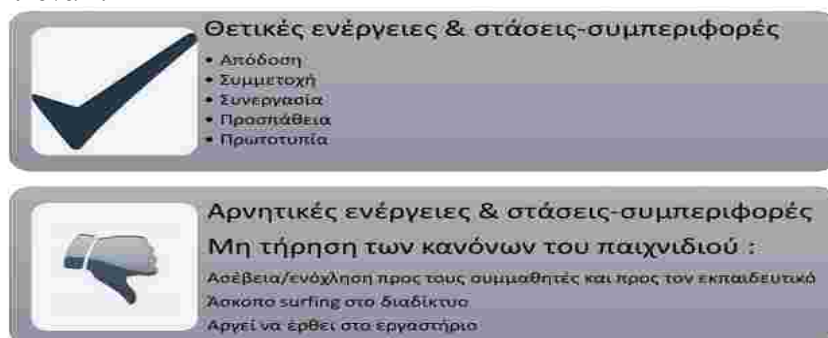 Θετικές ενέργειες & στάσεις-συμπεριφορές
• Απόδοση
• Συμμετοχή
• Συνεργασία
• Προσπάθεια
• Πρωτοτυπία
Αρνητικές ενέργειες & στάσεις-συμπεριφορές
Μη τήρηση των κανόνων του παιχνιδιού :
Ασέβεια/ενόχληση προς τους συμμαθητές και προς τον εκπαιδευτικό
Άσκοπο surfing στο διαδίκτυο
Αργεί να έρθει στο εργαστήριο